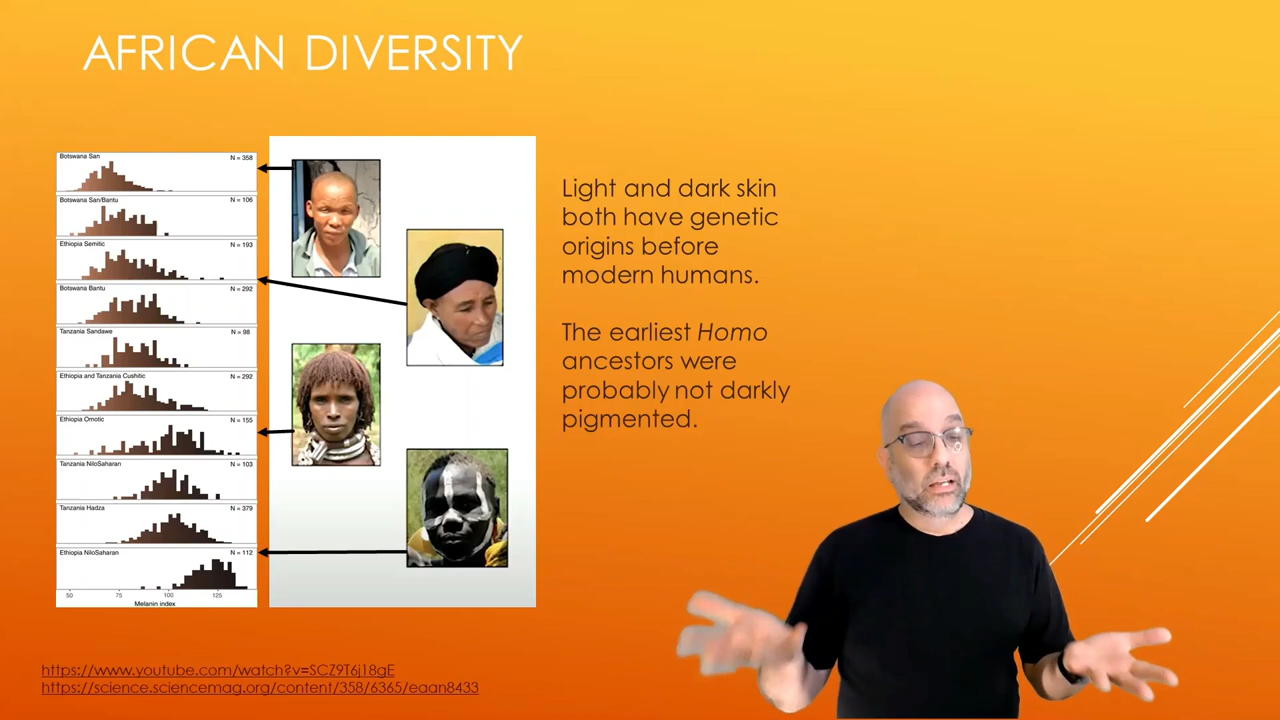 AFRICAN DIVERSITY
Botswana San
N = 358
Botswana San/Bantu
N = 106
Ethiopia Semitic
N = 193
Botswana Bantu
N = 292
Tanzania Sandawe
N = 98
Ethiopia and Tanzania Cushitic
N = 292
Ethiopia Omotic
N = 155
Tanzania NiloSaharan
N = 103
Tanzania Hadza
N = 379
Ethiopia NiloSaharan
N = 112
50 75 100 125
Melanin index
Light and dark skin
both have genetic
origins before
modern humans.
The earliest Homo
ancestors were
probably not darkly
pigmented.
https://www.youtube.com/watch?v=SCZ9T6j18gE
https://science.sciencemag.org/content/358/6365/eaan8433